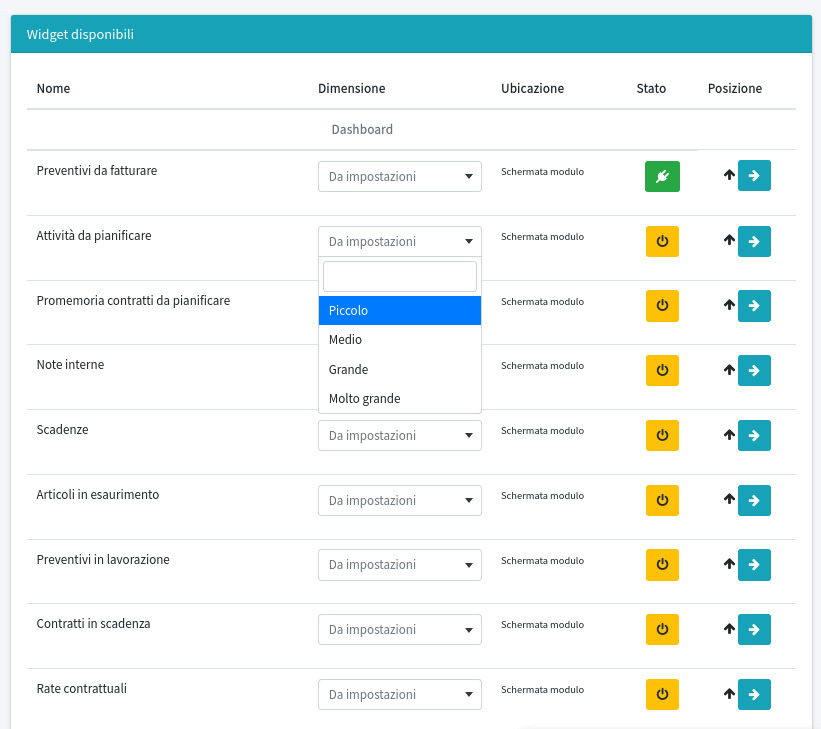 Widget disponibili
Nome Dimensione Ubicazione Stato Posizione
Dashboard
Preventivi da fatturare Da impostazioni Schermata modulo
Attività da pianificare Da impostazioni Schermata modulo
Promemoria contratti da pianificare Schermata modulo
Piccolo
Medio
Note interne Schermata modulo
Grande
Molto grande
Scadenze Da impostazioni Schermata modulo
Articoli in esaurimento Da impostazioni Schermata modulo
Preventivi in lavorazione Da impostazioni Schermata modulo
Contratti in scadenza Da impostazioni Schermata modulo
Rate contrattuali Da impostazioni Schermata modulo